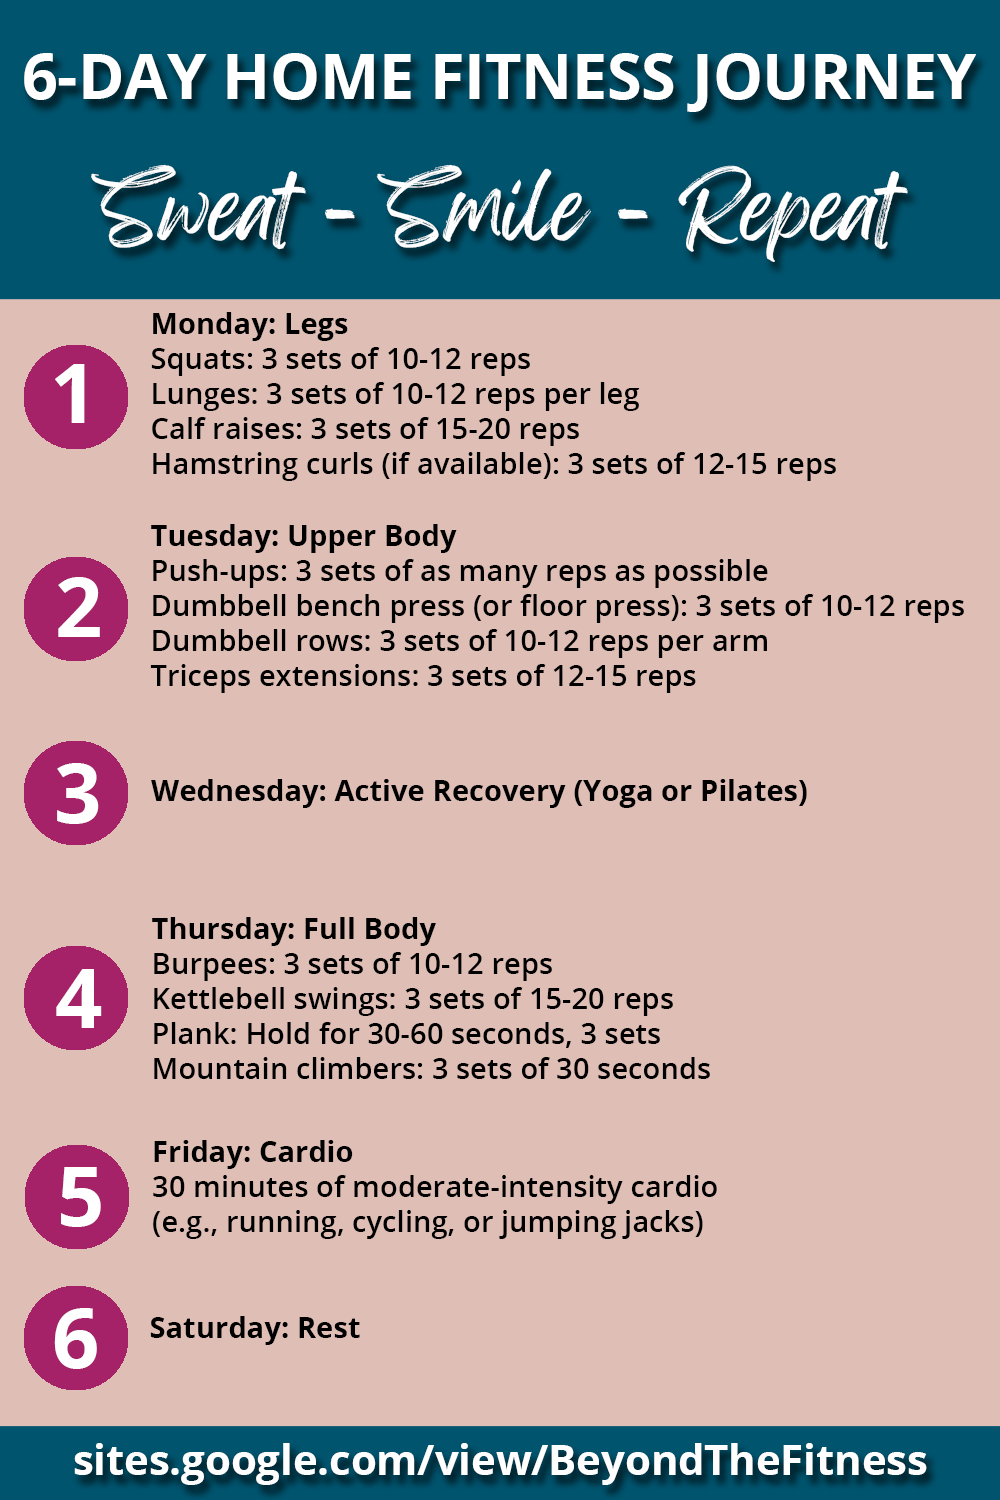 6-DAY HOME FITNESS JOURNEY
Sweat - Smile - Repeat
1
Monday: Legs
Squats: 3 sets of 10-12 reps
Lunges: 3 sets of 10-12 reps per leg
Calf raises: 3 sets of 15-20 reps
Hamstring curls (if available): 3 sets of 12-15 reps
2
Tuesday: Upper Body
Push-ups: 3 sets of as many reps as possible
Dumbbell bench press (or floor press): 3 sets of 10-12 reps
Dumbbell rows: 3 sets of 10-12 reps per arm
Triceps extensions: 3 sets of 12-15 reps
3
Wednesday: Active Recovery (Yoga or Pilates)
4
Thursday: Full Body
Burpees: 3 sets of 10-12 reps
Kettlebell swings: 3 sets of 15-20 reps
Plank: Hold for 30-60 seconds, 3 sets
Mountain climbers: 3 sets of 30 seconds
5
Friday: Cardio
30 minutes of moderate-intensity cardio
(e.g., running, cycling, or jumping jacks)
6
Saturday: Rest
sites.google.com/view/BeyondTheFitness